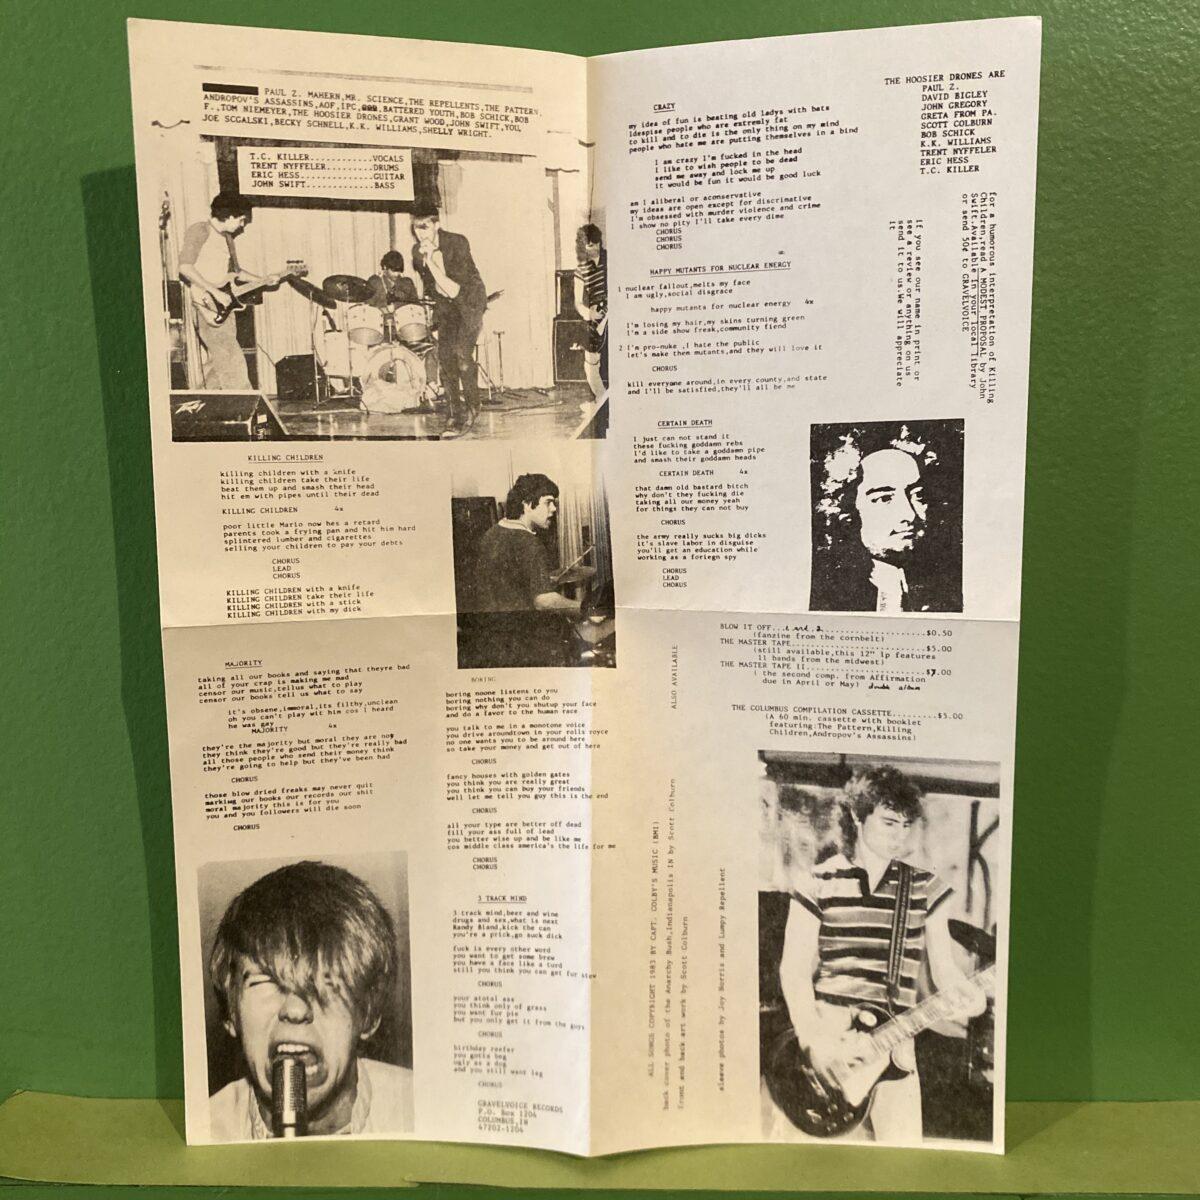 PAUL Z. MAHERN,MR. SCIENCE,THE REPELLENTS,THE PATTERN,
ANDROPOV'S ASSASSINS,AOF,IPC, BATTERED YOUTH,BOB SCHICK,BOB
F.,TOM NIEMEYER,THE HOOSIER DRONES,GRANT WOOD,JOHN SWIFT,YOU,
JOE SCGALSKI,BECKY SCHNELL,K.K. WILLIAMS,SHELLY WRIGHT.
T.C. KILLER............VOCALS
TRENT NYFFELER.........DRUMS
ERIC HESS..............GUITAR
JOHN SWIFT............BASS
KILLING CHILDREN
killing children with a knife
killing children take their life
beat them up and smash their head
hit em with pipes until their dead
KILLING CHILDREN 4x
poor little Mario now hes a retard
parents took a frying pan and hit him hard
splintered lumber and cigarettes
selling your children to pay your debts
CHORUS
LEAD
CHORUS
KILLING CHILDREN with a knife
KILLING CHILDREN take their life
KILLING CHILDREN with a stick
KILLING CHILDREN with my dick
MAJORITY
taking all our books and saying that theyre bad
all of your crap is making me mad
censor our music,tellus what to play
censor our books tell us what to say
it's obsene,immoral,its filthy,unclean
oh you can't play wit him cos I heard
he was gay
MAJORITY 4x
they're the majority but moral they are not
they think they're good but they're really bad
all those people who send their money think
they're going to help but they've been had
CHORUS
those blow dried freaks may never quit
marking our books our records our shit
moral majority this is for you
you and you followers will die soon
CHORUS
BORING
boring noone listens to you
boring nothing you can do
boring why don't you shutup your face
and do a favor to the human race
you talk to me in a monotone voice
you drive aroundtown in your rolls royce
no one wants you to be around here
so take your money and get out of here
CHORUS
fancy houses with golden gates
you think you are really great
you think you can buy your friends
well let me tell you guy this is the end
CHORUS
all your type are better off dead
fill your ass full of lead
you better wise up and be like me
cos middle class america's the life for me
CHORUS
CHORUS
3 TRACK MIND
3 track mind,beer and wine
drugs and sex,what is next
Randy Bland,kick the can
you're a prick,go suck dick
fuck is every other word
you want to get some brew
you have a face like a turd
still you think you can get fur stew
CHORUS
your atotal ass
you think only of grass
you want fur pie
but you only get it from the guys
CHORUS
birthday reefer
you gotta beg
ugly as a dog
and you still want leg
CHORUS
GRAVELVOICE RECORDS
P.O. Box 1204
COLUMBUS,IN
47202-1204
CRAZY
my idea of fun is beating old ladys with bats
Idespise people who are extremly fat
to kill and to die is the only thing on my mind
people who hate me are putting themselves in a bind
I am crazy I'm fucked in the head
I like to wish people to be dead
send me away and lock me up
it would be fun it would be good luck
am I aliberal or aconservative
my ideas are open except for discrimative
I'm obsessed with murder violence and crime
I show no pity I'll take every dime
CHORUS
CHORUS
CHORUS
HAPPY MUTANTS FOR NUCLEAR ENERGY
1 nuclear fallout,melts my face
I am ugly,social disgrace
happy mutants for nuclear energy 4x
I'm losing my hair,my skins turning green
I'm a side show freak,community fiend
2 I'm pro-nuke ,I hate the public
let's make them mutants,and they will love it
CHORUS
kill everyone around,in every county,and state
and I'll be satisfied,they'll all be me
CERTAIN DEATH
I just can not stand it
these fucking goddamn rebs
I'd like to take a goddamn pipe
and smash their goddamn heads
CERTAIN DEATH 4x
that damn old bastard bitch
why don't they fucking die
taking all our money yeah
for things they can not buy
CHORUS
the army really sucks big dicks
it's slave labor in disguise
you'll get an education while
working as a foriegn spy
CHORUS
LEAD
CHORUS
THE HOOSIER DRONES ARE
PAUL Z.
DAVID BIGLEY
JOHN GREGORY
GRETA FROM PA.
SCOTT COLBURN
BOB SCHICK
K.K. WILLIAMS
TRENT NYFFELER
ERIC HESS
T.C. KILLER
for a humorous interpretation of Killing
Children,read A MODEST PROPOSAL by John
Swift.Available in your local library
or send 50¢ to GRAVELVOICE
if you see our name in print or
see a review or anything on us
send it to us.We will appreciate
it
BLOW IT OFF...1 and 2....................$0.50
(fanzine from the cornbelt)
THE MASTER TAPE..........................$5.00
(still available,this 12" lp features
11 bands from the midwest)
THE MASTER TAPE II.......................$7.00
( the second comp. from Affirmation
due in April or May) double album
THE COLUMBUS COMPILATION CASSETTE........$5.00
(A 60 min. cassette with booklet
featuring:The Pattern,Killing
Children,Andropov's Assassins)
ALSO AVAILABLE
ALL SONGS COPYRIGHT 1983 BY CAPT. COLBY'S MUSIC (BMI)
back cover photo of the Anarchy Bush,Indianapolis IN by Scott Colburn
front and back art work by Scott Colburn
sleeve photos by Joy Norris and Lumpy Repellent